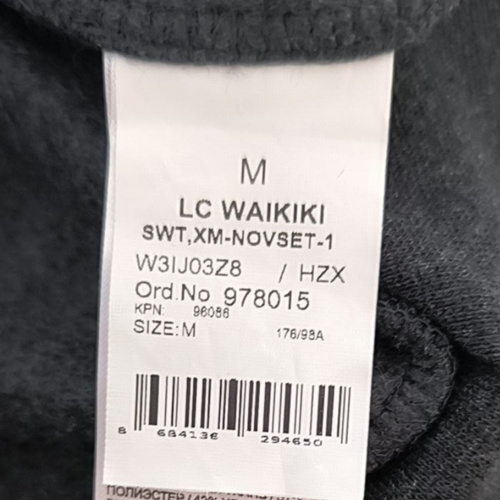 M
LC WAIKIKI
SWT,XM-NOVSET-1
W3IJ03Z8 / HZX
Ord.No 978015
KPN: 96086
SIZE:M 176/98A
8 684136 294650